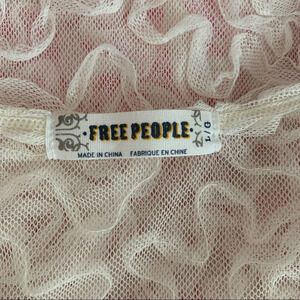 ·FREE PEOPLE·
MADE IN CHINA FABRIQUE EN CHINE
L/G